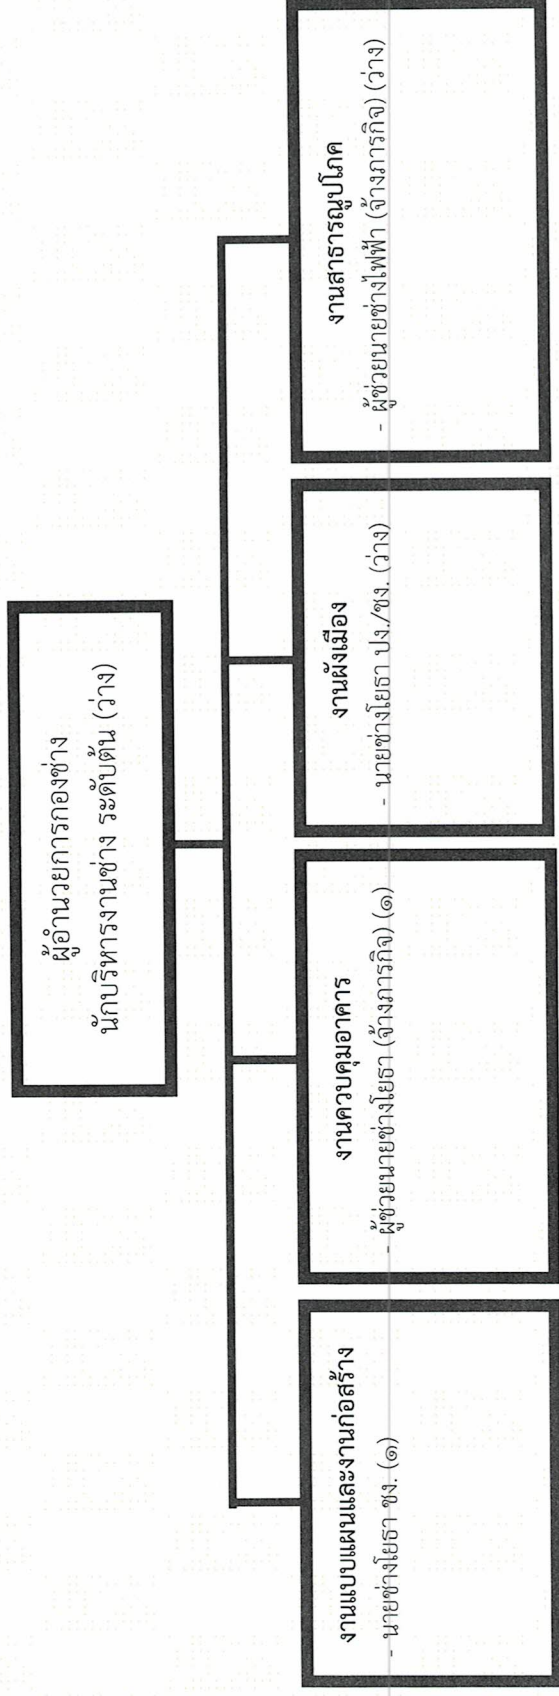 ผู้อำนวยการกองช่าง
นักบริหารงานช่าง ระดับต้น (ว่าง)
งานแบบแผนและงานก่อสร้าง
- นายช่างโยธา ชง. (๑)
งานควบคุมอาคาร
- ผู้ช่วยนายช่างโยธา (จ้างภารกิจ) (๑)
งานผังเมือง
- นายช่างโยธา ปง./ชง. (ว่าง)
งานสาธารณูปโภค
- ผู้ช่วยนายช่างไฟฟ้า (จ้างภารกิจ) (ว่าง)